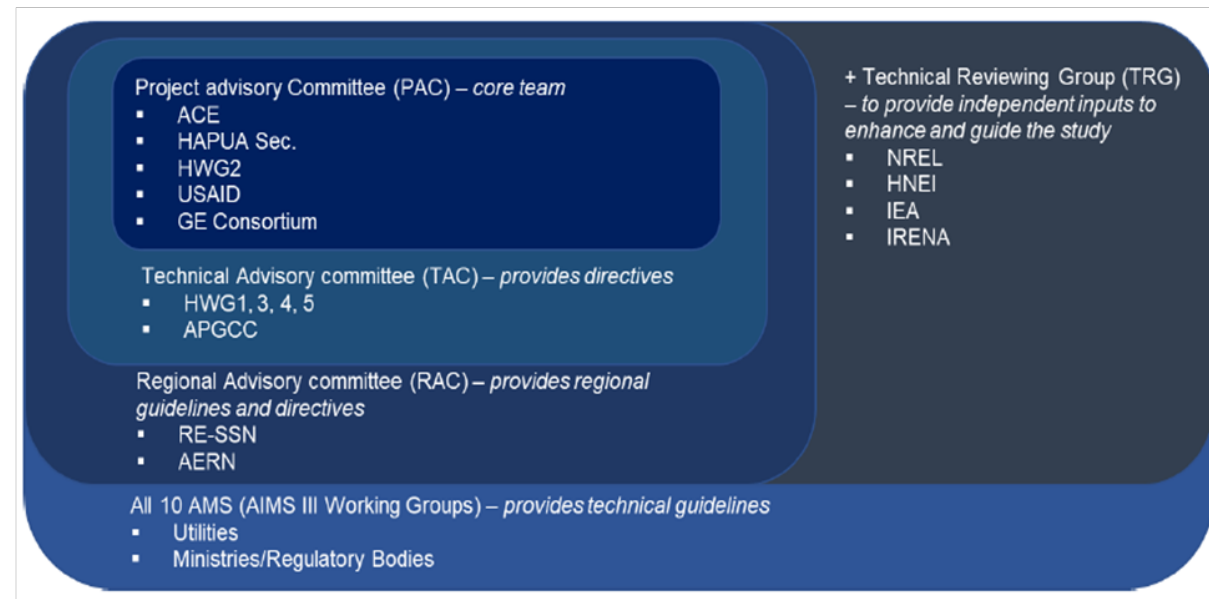 Project advisory Committee (PAC) – core team
▪ ACE
▪ HAPUA Sec.
▪ HWG2
▪ USAID
▪ GE Consortium
Technical Advisory committee (TAC) – provides directives
▪ HWG1, 3, 4, 5
▪ APGCC
Regional Advisory committee (RAC) – provides regional
guidelines and directives
▪ RE-SSN
▪ AERN
All 10 AMS (AIMS III Working Groups) – provides technical guidelines
▪ Utilities
▪ Ministries/Regulatory Bodies
+ Technical Reviewing Group (TRG)
– to provide independent inputs to
enhance and guide the study
▪ NREL
▪ HNEI
▪ IEA
▪ IRENA